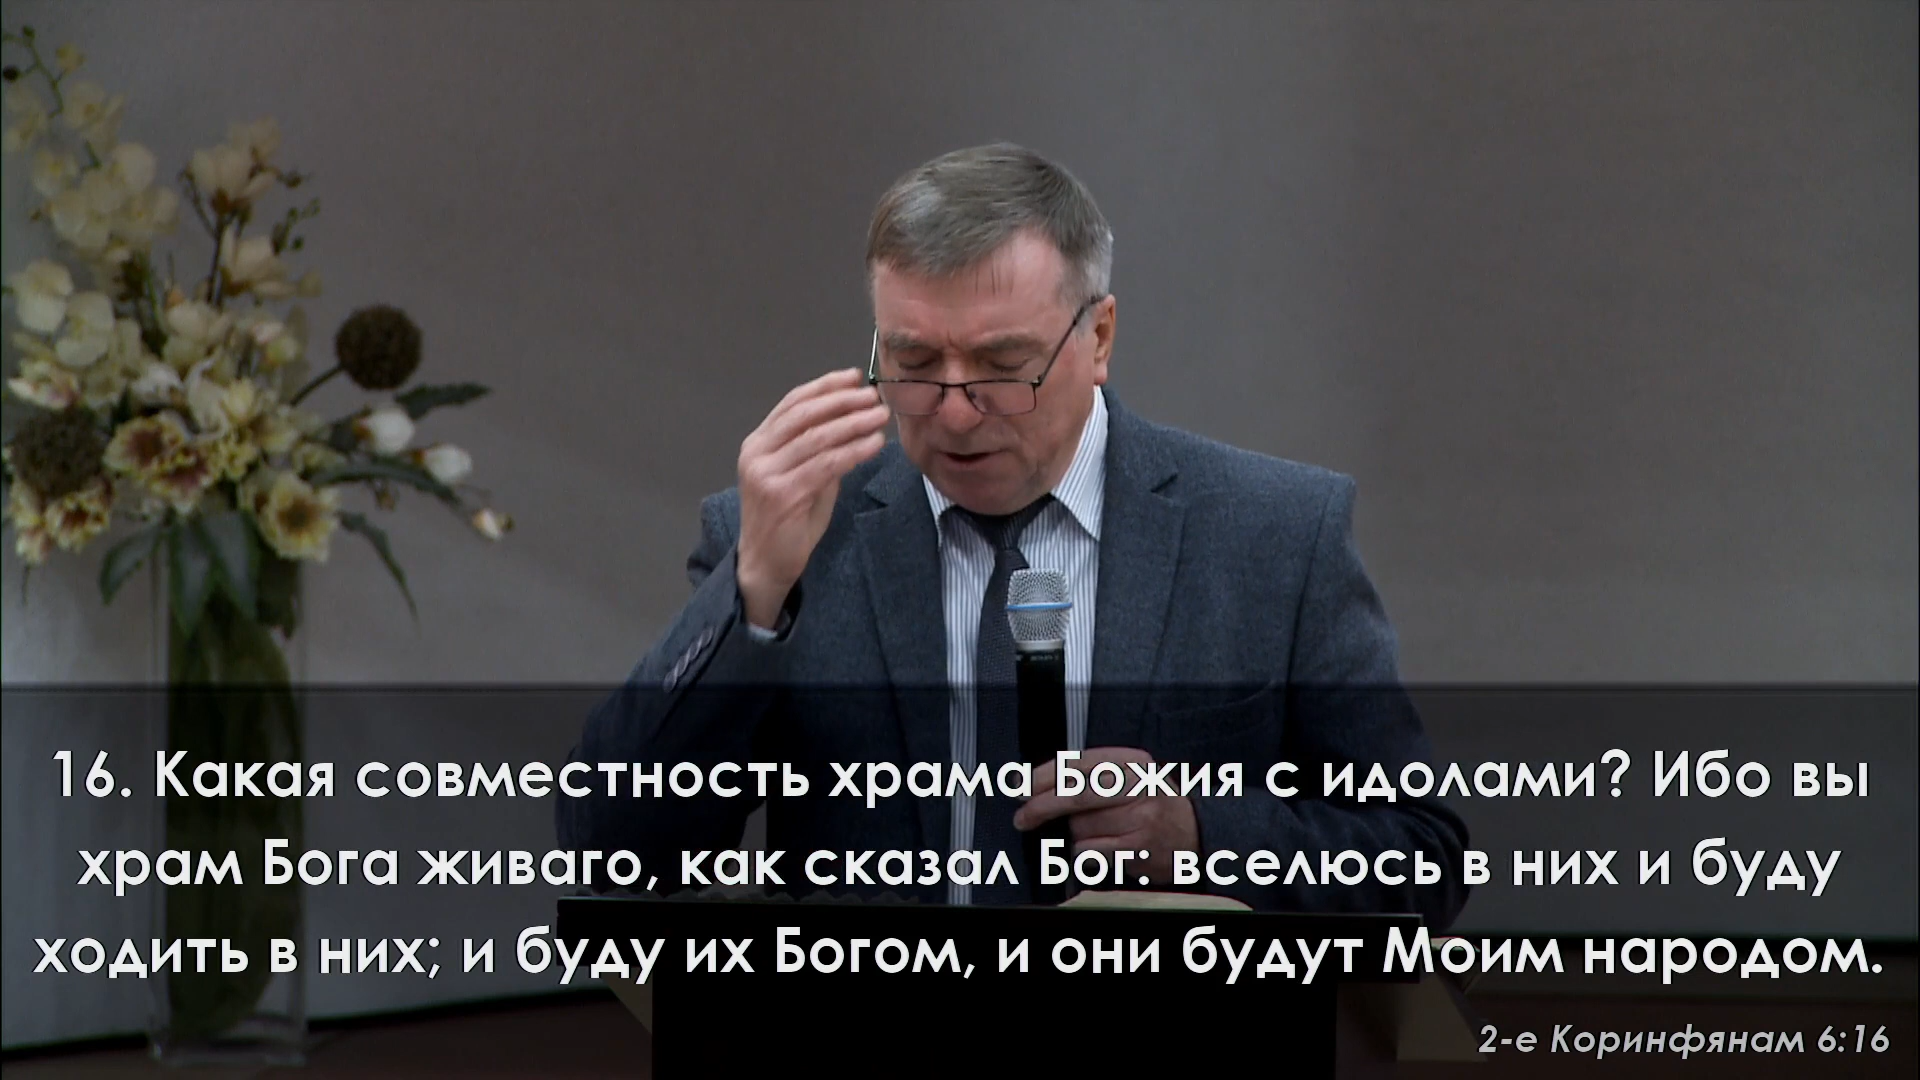 16. Какая совместность храма Божия с идолами? Ибо вы
храм Бога живаго, как сказал Бог: вселюсь в них и буду
ходить в них; и буду их Богом, и они будут Моим народом.
2-е Коринфянам 6:16